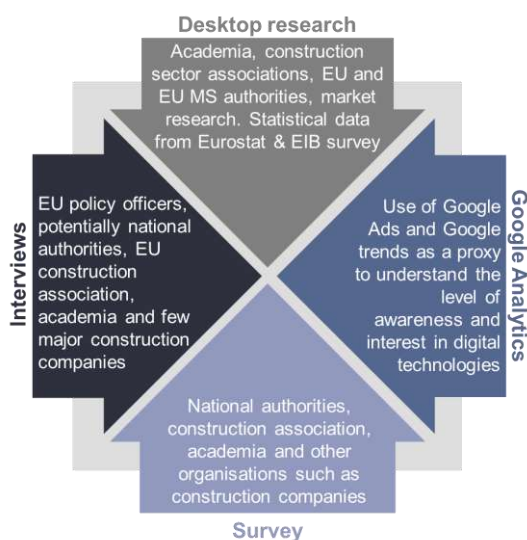 Desktop research
Academia, construction
sector associations, EU and
EU MS authorities, market
research. Statistical data
from Eurostat & EIB survey
Interviews
EU policy officers,
potentially national
authorities, EU
construction
association,
academia and few
major construction
companies
Use of Google
Ads and Google
trends as a proxy
to understand the
level of
awareness and
interest in digital
technologies
Google Analytics
National authorities,
construction association,
academia and other
organisations such as
construction companies
Survey